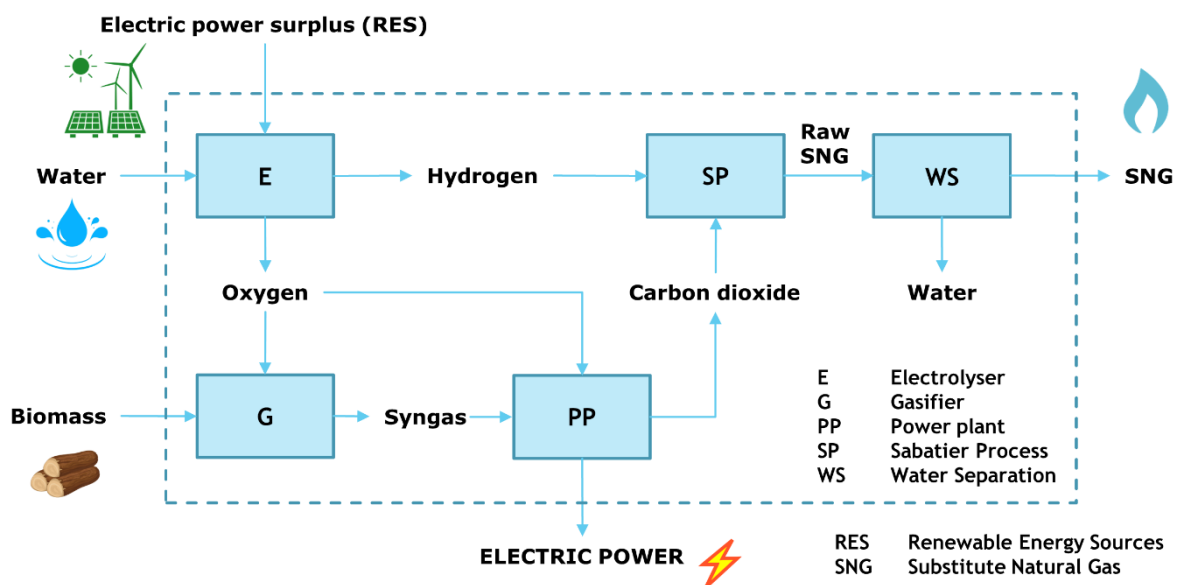 Electric power surplus (RES)
Water
E
Hydrogen
SP
Raw
SNG
WS
SNG
Oxygen
Carbon dioxide
Water
Biomass
G
Syngas
PP
E Electrolyser
G Gasifier
PP Power plant
SP Sabatier Process
WS Water Separation
ELECTRIC POWER
RES Renewable Energy Sources
SNG Substitute Natural Gas